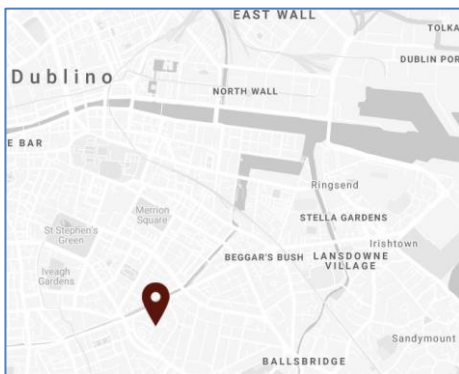 EAST WALL
TOLKA
Dublino
DUBLIN POR
NORTH WALL
E BAR
Ringsend
Merrion
Square
STELLA GARDENS
St Stephen's
Green
Irishtown
BEGGAR'S BUSH
LANSDOWNE
VILLAGE
Iveagh
Gardens
Sandymount
BALLSBRIDGE